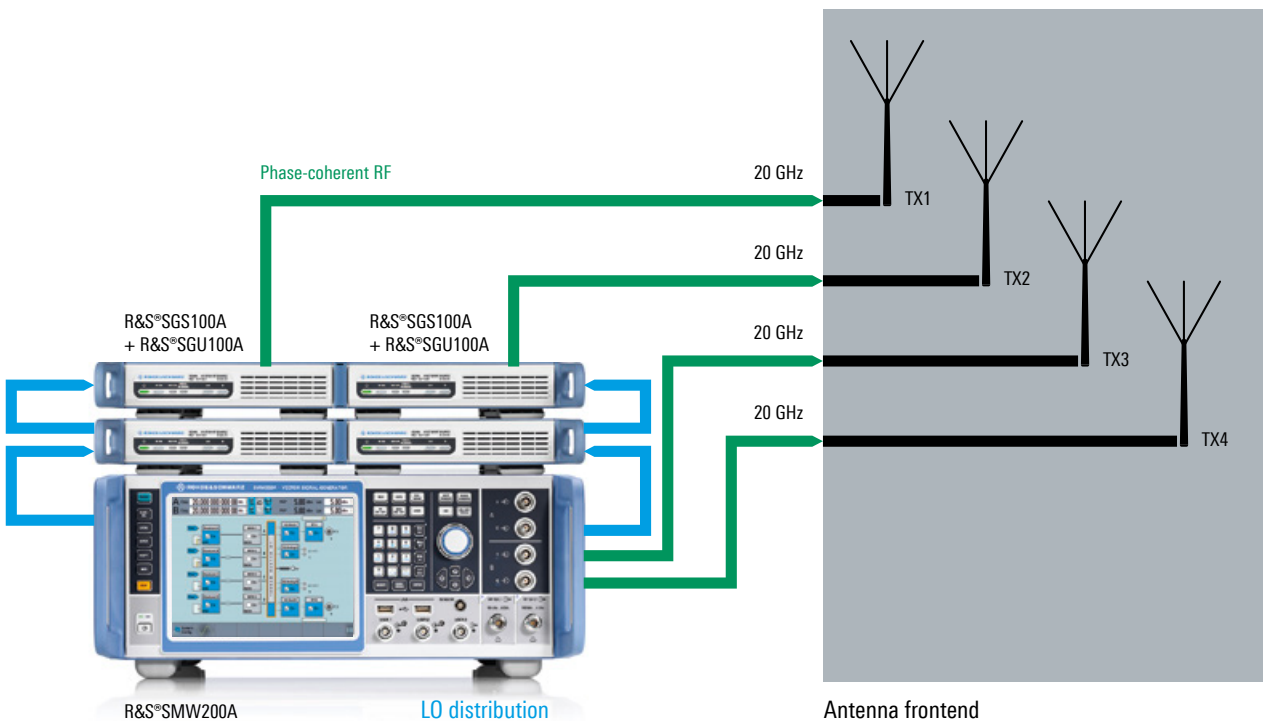 Phase-coherent RF
20 GHz
TX1
20 GHz
TX2
R&S®SGS100A
+ R&S®SGU100A
R&S®SGS100A
+ R&S®SGU100A
20 GHz
TX3
20 GHz
TX4
R&S®SMW200A
LO distribution
Antenna frontend